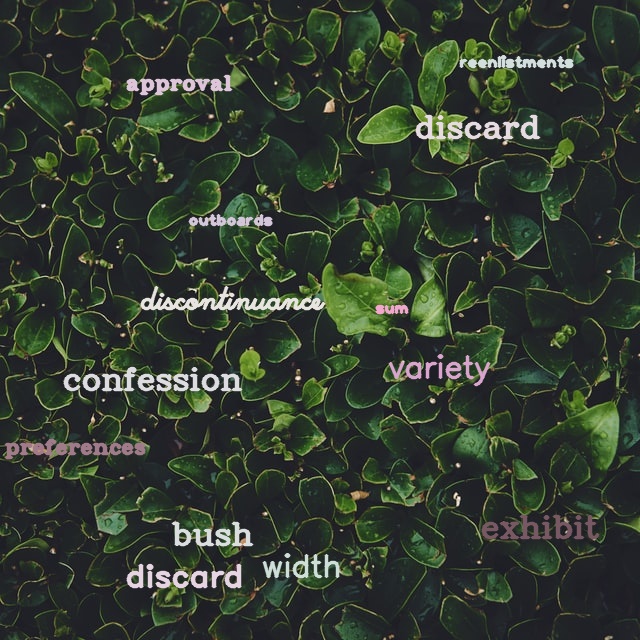 reenlistments
approval
discard
outboards
discontinuance
sum
variety
confession
preferences
exhibit
bush
width
discard